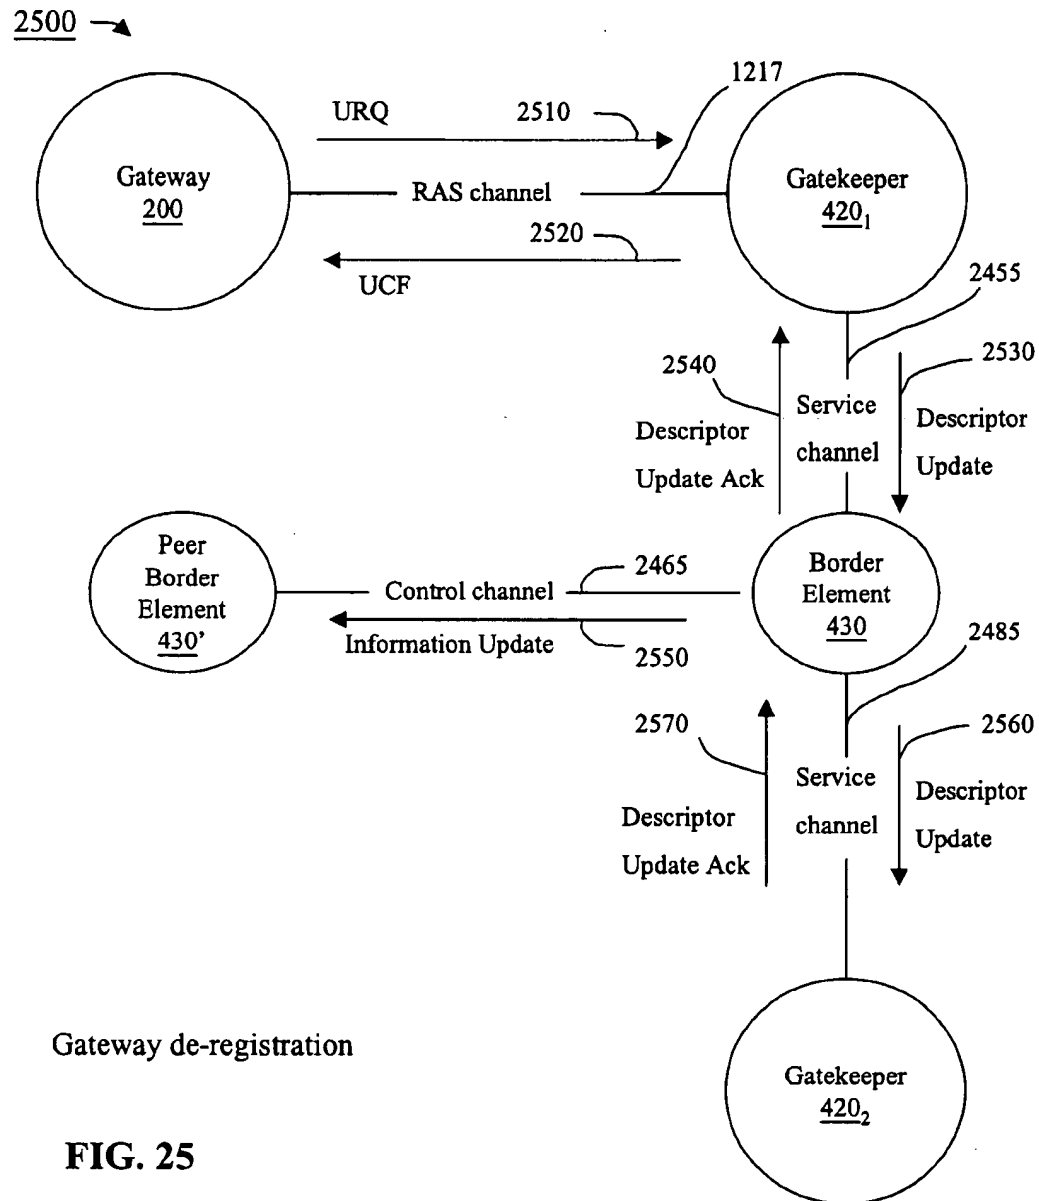 2500
1217
URQ
2510
Gateway
200
RAS channel
Gatekeeper
420₁
2520
UCF
2455
2540
2530
Service
channel
Descriptor
Update Ack
Descriptor
Update
Peer
Border
Element
430'
2465
Control channel
Border
Element
430
Information Update
2550
2485
2570
2560
Service
channel
Descriptor
Update Ack
Descriptor
Update
Gateway de-registration
Gatekeeper
420₂
FIG. 25